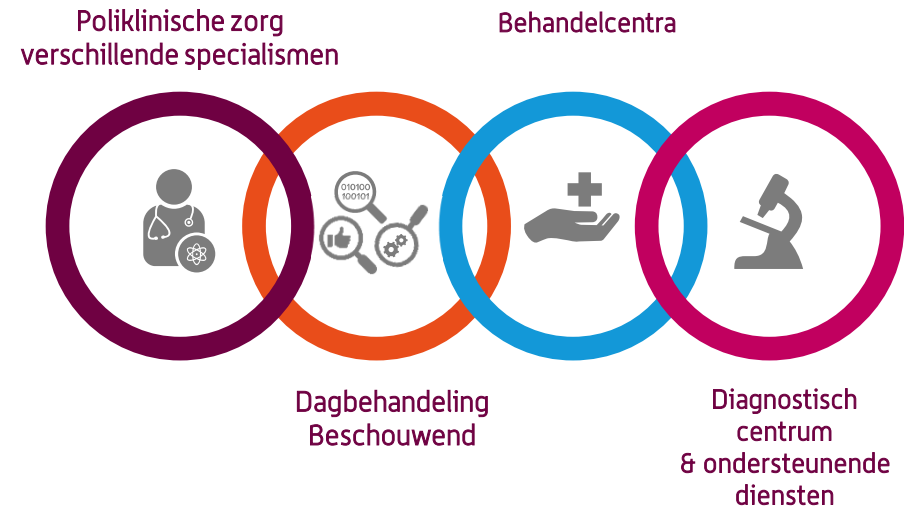 Poliklinische zorg
verschillende specialismen
Behandelcentra
010100
100101
Dagbehandeling
Beschouwend
Diagnostisch
centrum
& ondersteunende
diensten